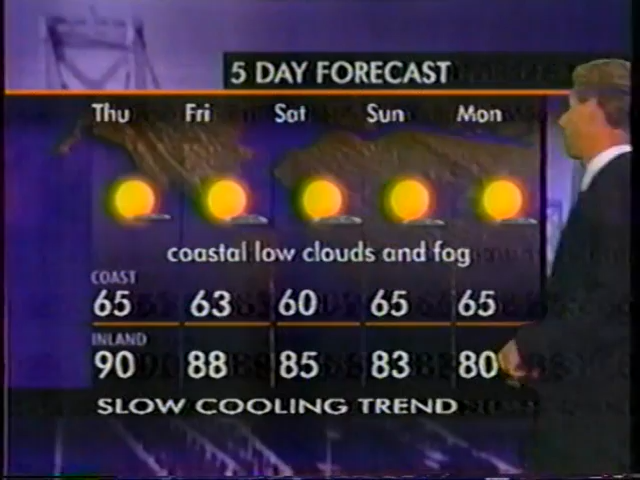 5 DAY FORECAST
Thu Fri Sat Sun Mon
coastal low clouds and fog
COAST
65 63 60 65 65
INLAND
90 88 85 83 80
SLOW COOLING TREND